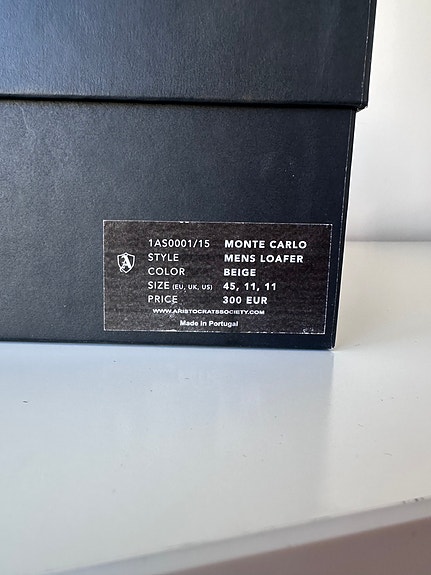 1AS0001/15 MONTE CARLO
STYLE MENS LOAFER
COLOR BEIGE
SIZE (EU, UK, US) 45, 11, 11
PRICE 300 EUR
WWW.ARISTOCRATSSOCIETY.COM
Made in Portugal
A